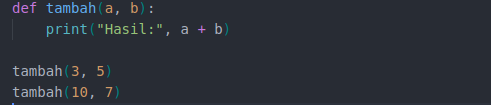 def tambah(a, b):
    print("Hasil:", a + b)

tambah(3, 5)
tambah(10, 7)